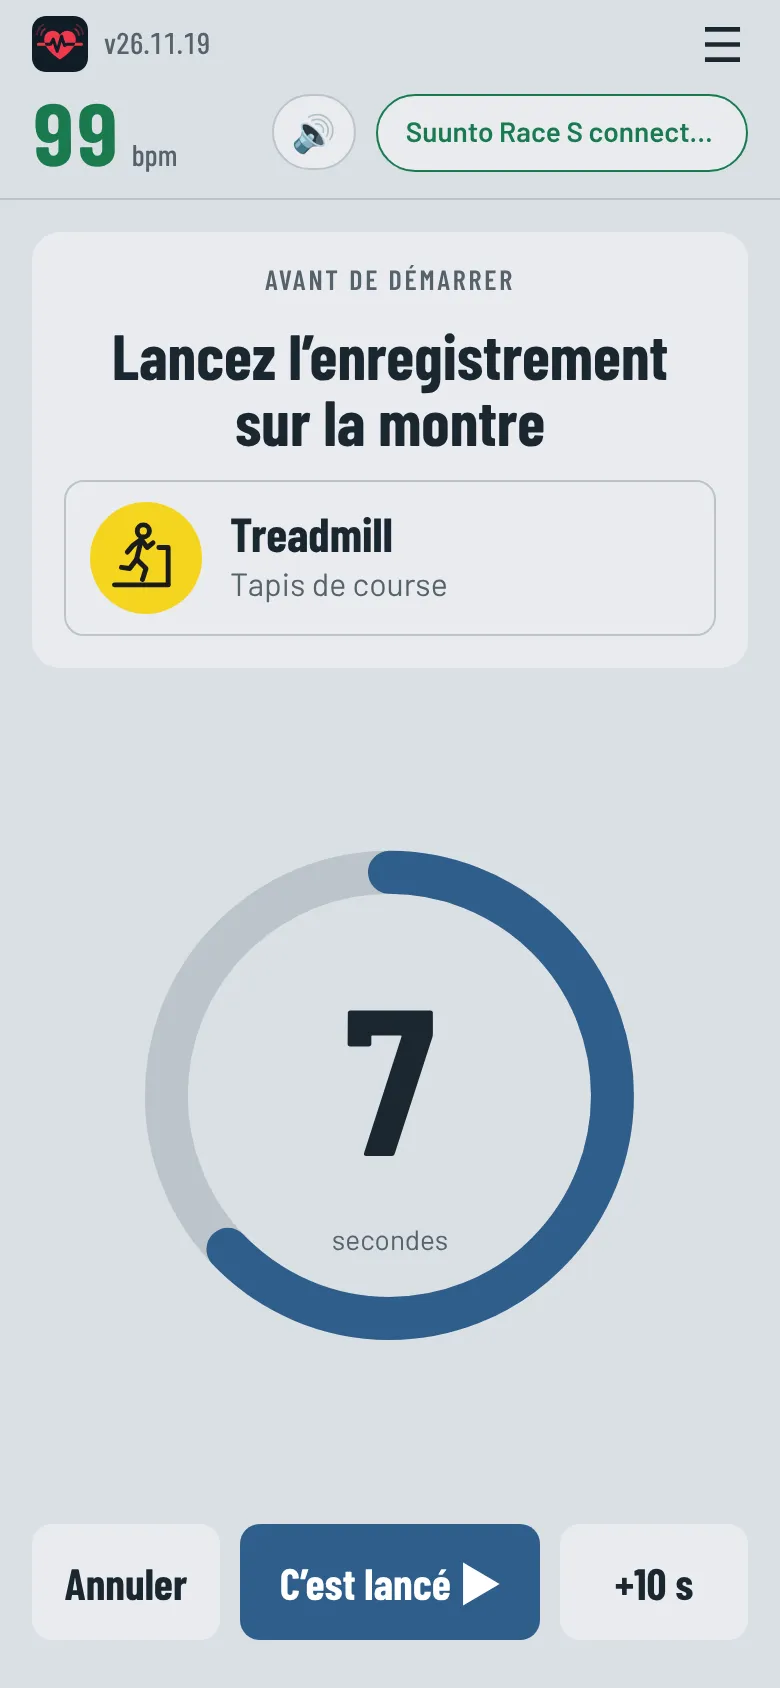 v26.11.19
99 bpm
Suunto Race S connect...
AVANT DE DÉMARRER
Lancez l’enregistrement
sur la montre
Treadmill
Tapis de course
7
secondes
Annuler
C’est lancé
+10 s